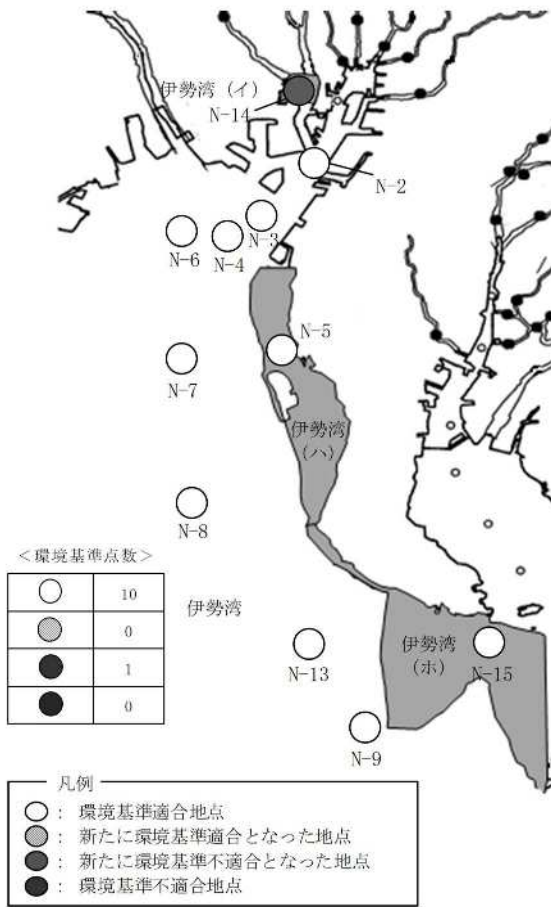 伊勢湾（イ）
N-14
N-2
N-3
N-6
N-4
N-5
N-7
伊勢湾
（ハ）
N-8
＜環境基準点数＞
10
0
1
0
伊勢湾
N-13
伊勢湾
（ホ）
N-15
N-9
凡例
： 環境基準適合地点
： 新たに環境基準適合となった地点
： 新たに環境基準不適合となった地点
： 環境基準不適合地点